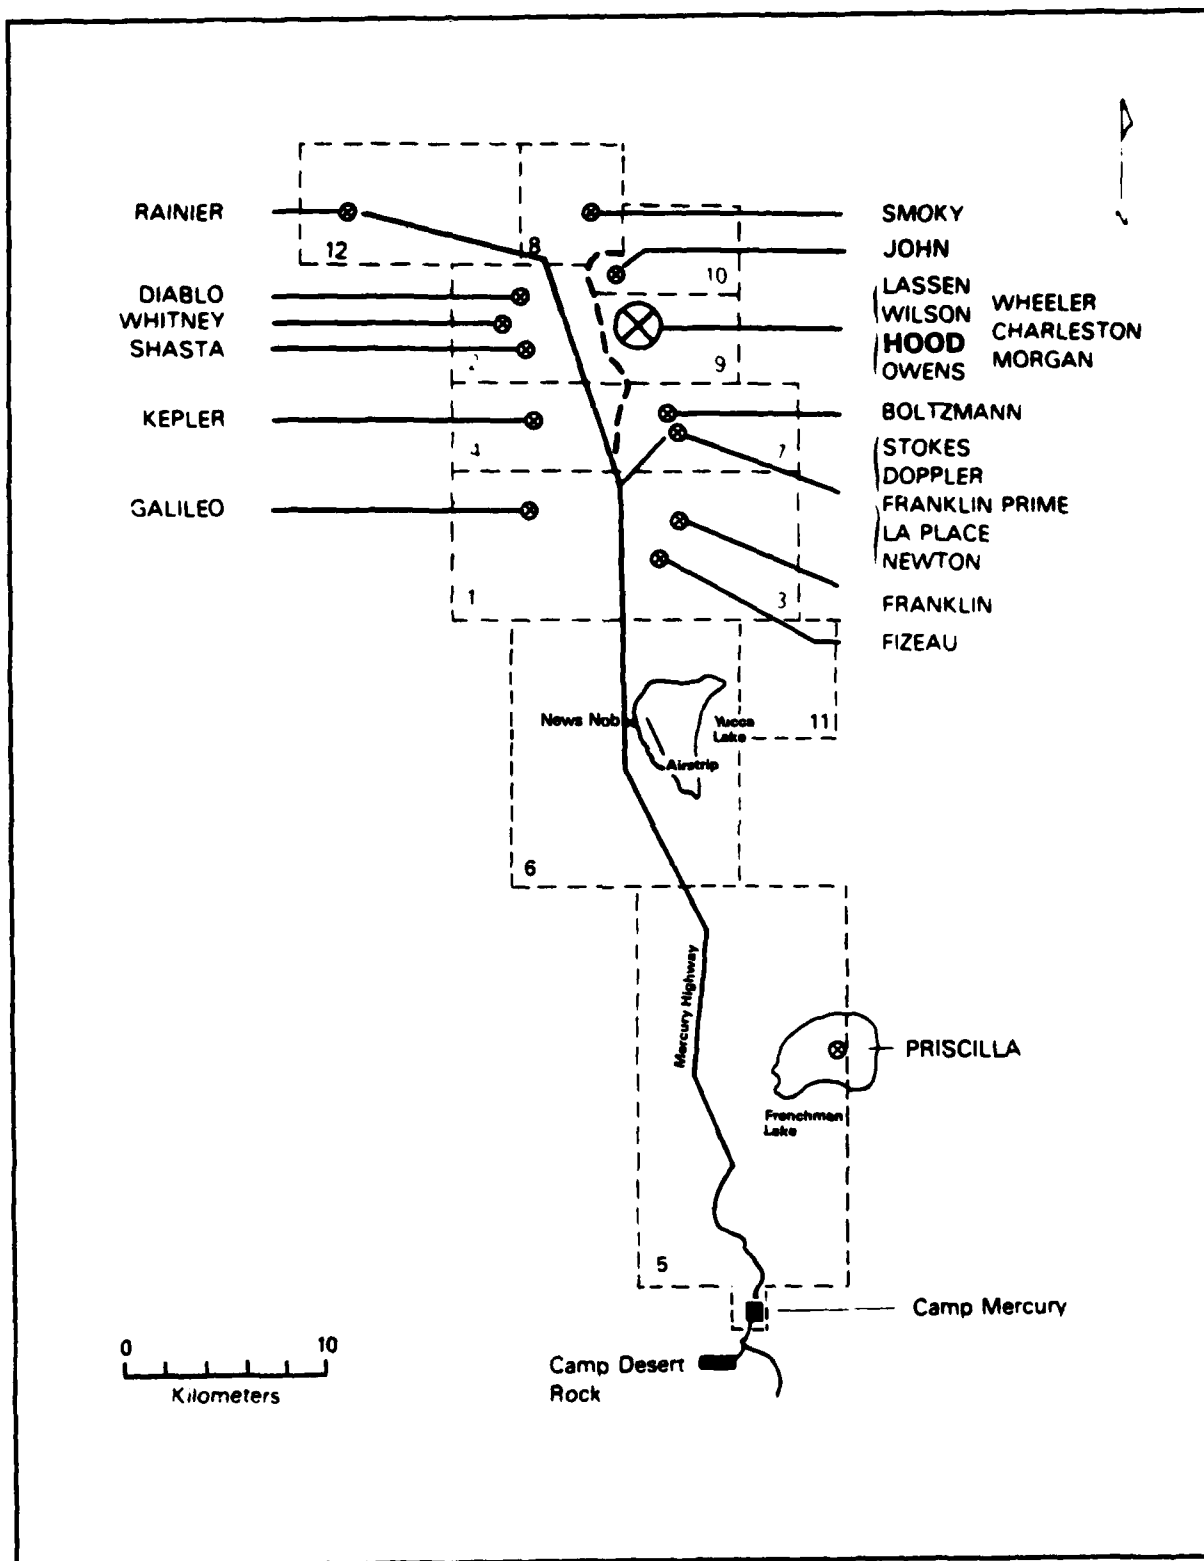 RAINIER
SMOKY
12
8
JOHN
10
DIABLO
WHITNEY
SHASTA
LASSEN
WILSON
HOOD
OWENS
WHEELER
CHARLESTON
MORGAN
2
9
KEPLER
BOLTZMANN
4
7
STOKES
DOPPLER
FRANKLIN PRIME
LA PLACE
NEWTON
GALILEO
1
3
FRANKLIN
FIZEAU
News Nob
Yucca
Lake
11
Airstrip
6
Mercury Highway
PRISCILLA
Frenchman
Lake
5
Camp Mercury
0 10
Kilometers
Camp Desert
Rock